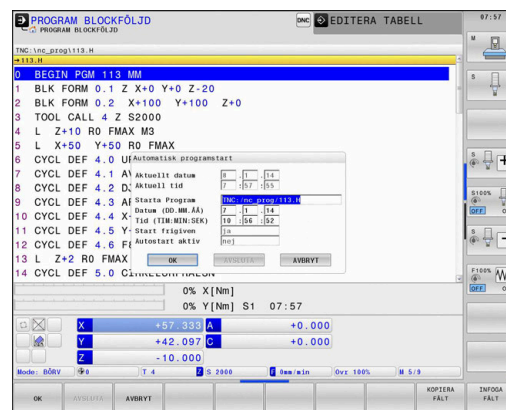 PROGRAM BLOCKFÖLJD
PROGRAM BLOCKFÖLJD
DNC
EDITERA TABELL
07:57
TNC:\nc_prog\113.H
→113.H
0 BEGIN PGM 113 MM
1 BLK FORM 0.1 Z X+0 Y+0 Z-20
2 BLK FORM 0.2 X+100 Y+100 Z+0
3 TOOL CALL 4 Z S2000
4 L Z+10 R0 FMAX M3
5 L X+50 Y+50 R0 FMAX
6 CYCL DEF 4.0
7 CYCL DEF 4.1
8 CYCL DEF 4.2
9 CYCL DEF 4.3
10 CYCL DEF 4.4 X-
11 CYCL DEF 4.5 Y-
12 CYCL DEF 4.6
13 L Z+2 R0 FMAX
14 CYCL DEF 5.0
Automatisk programstart
Aktuellt datum 8 .1 .14
Aktuell tid 7 :57 :55
Starta Program TNC:/nc_prog/113.H
Datum (DD.MM.ÅÅ) 7 .1 .14
Tid (TIM:MIN:SEK) 10 :56 :52
Start frigiven ja
Autostart aktiv nej
OK AVSLUTA AVBRYT
0% X[Nm]
0% Y[Nm] S1 07:57
X +57.333 A +0.000
Y +42.097 C +0.000
Z -10.000
Mode: BÖRV 0 T 4 Z S 2000 F 0mm/min Ovr 100% M 5/9
M
S
S
S100%
OFF
S
F100%
OFF
OK
AVSLUTA
AVBRYT
KOPIERA
FÄLT
INFOGA
FÄLT